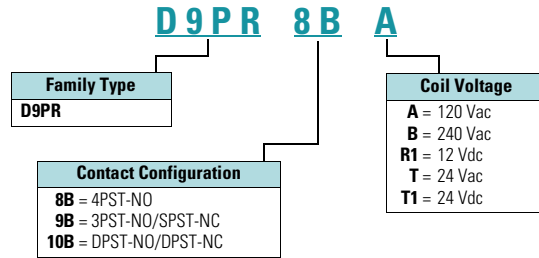 D9PR 8B A
Family Type
D9PR
Contact Configuration
8B = 4PST-NO
9B = 3PST-NO/SPST-NC
10B = DPST-NO/DPST-NC
Coil Voltage
A = 120 Vac
B = 240 Vac
R1 = 12 Vdc
T = 24 Vac
T1 = 24 Vdc